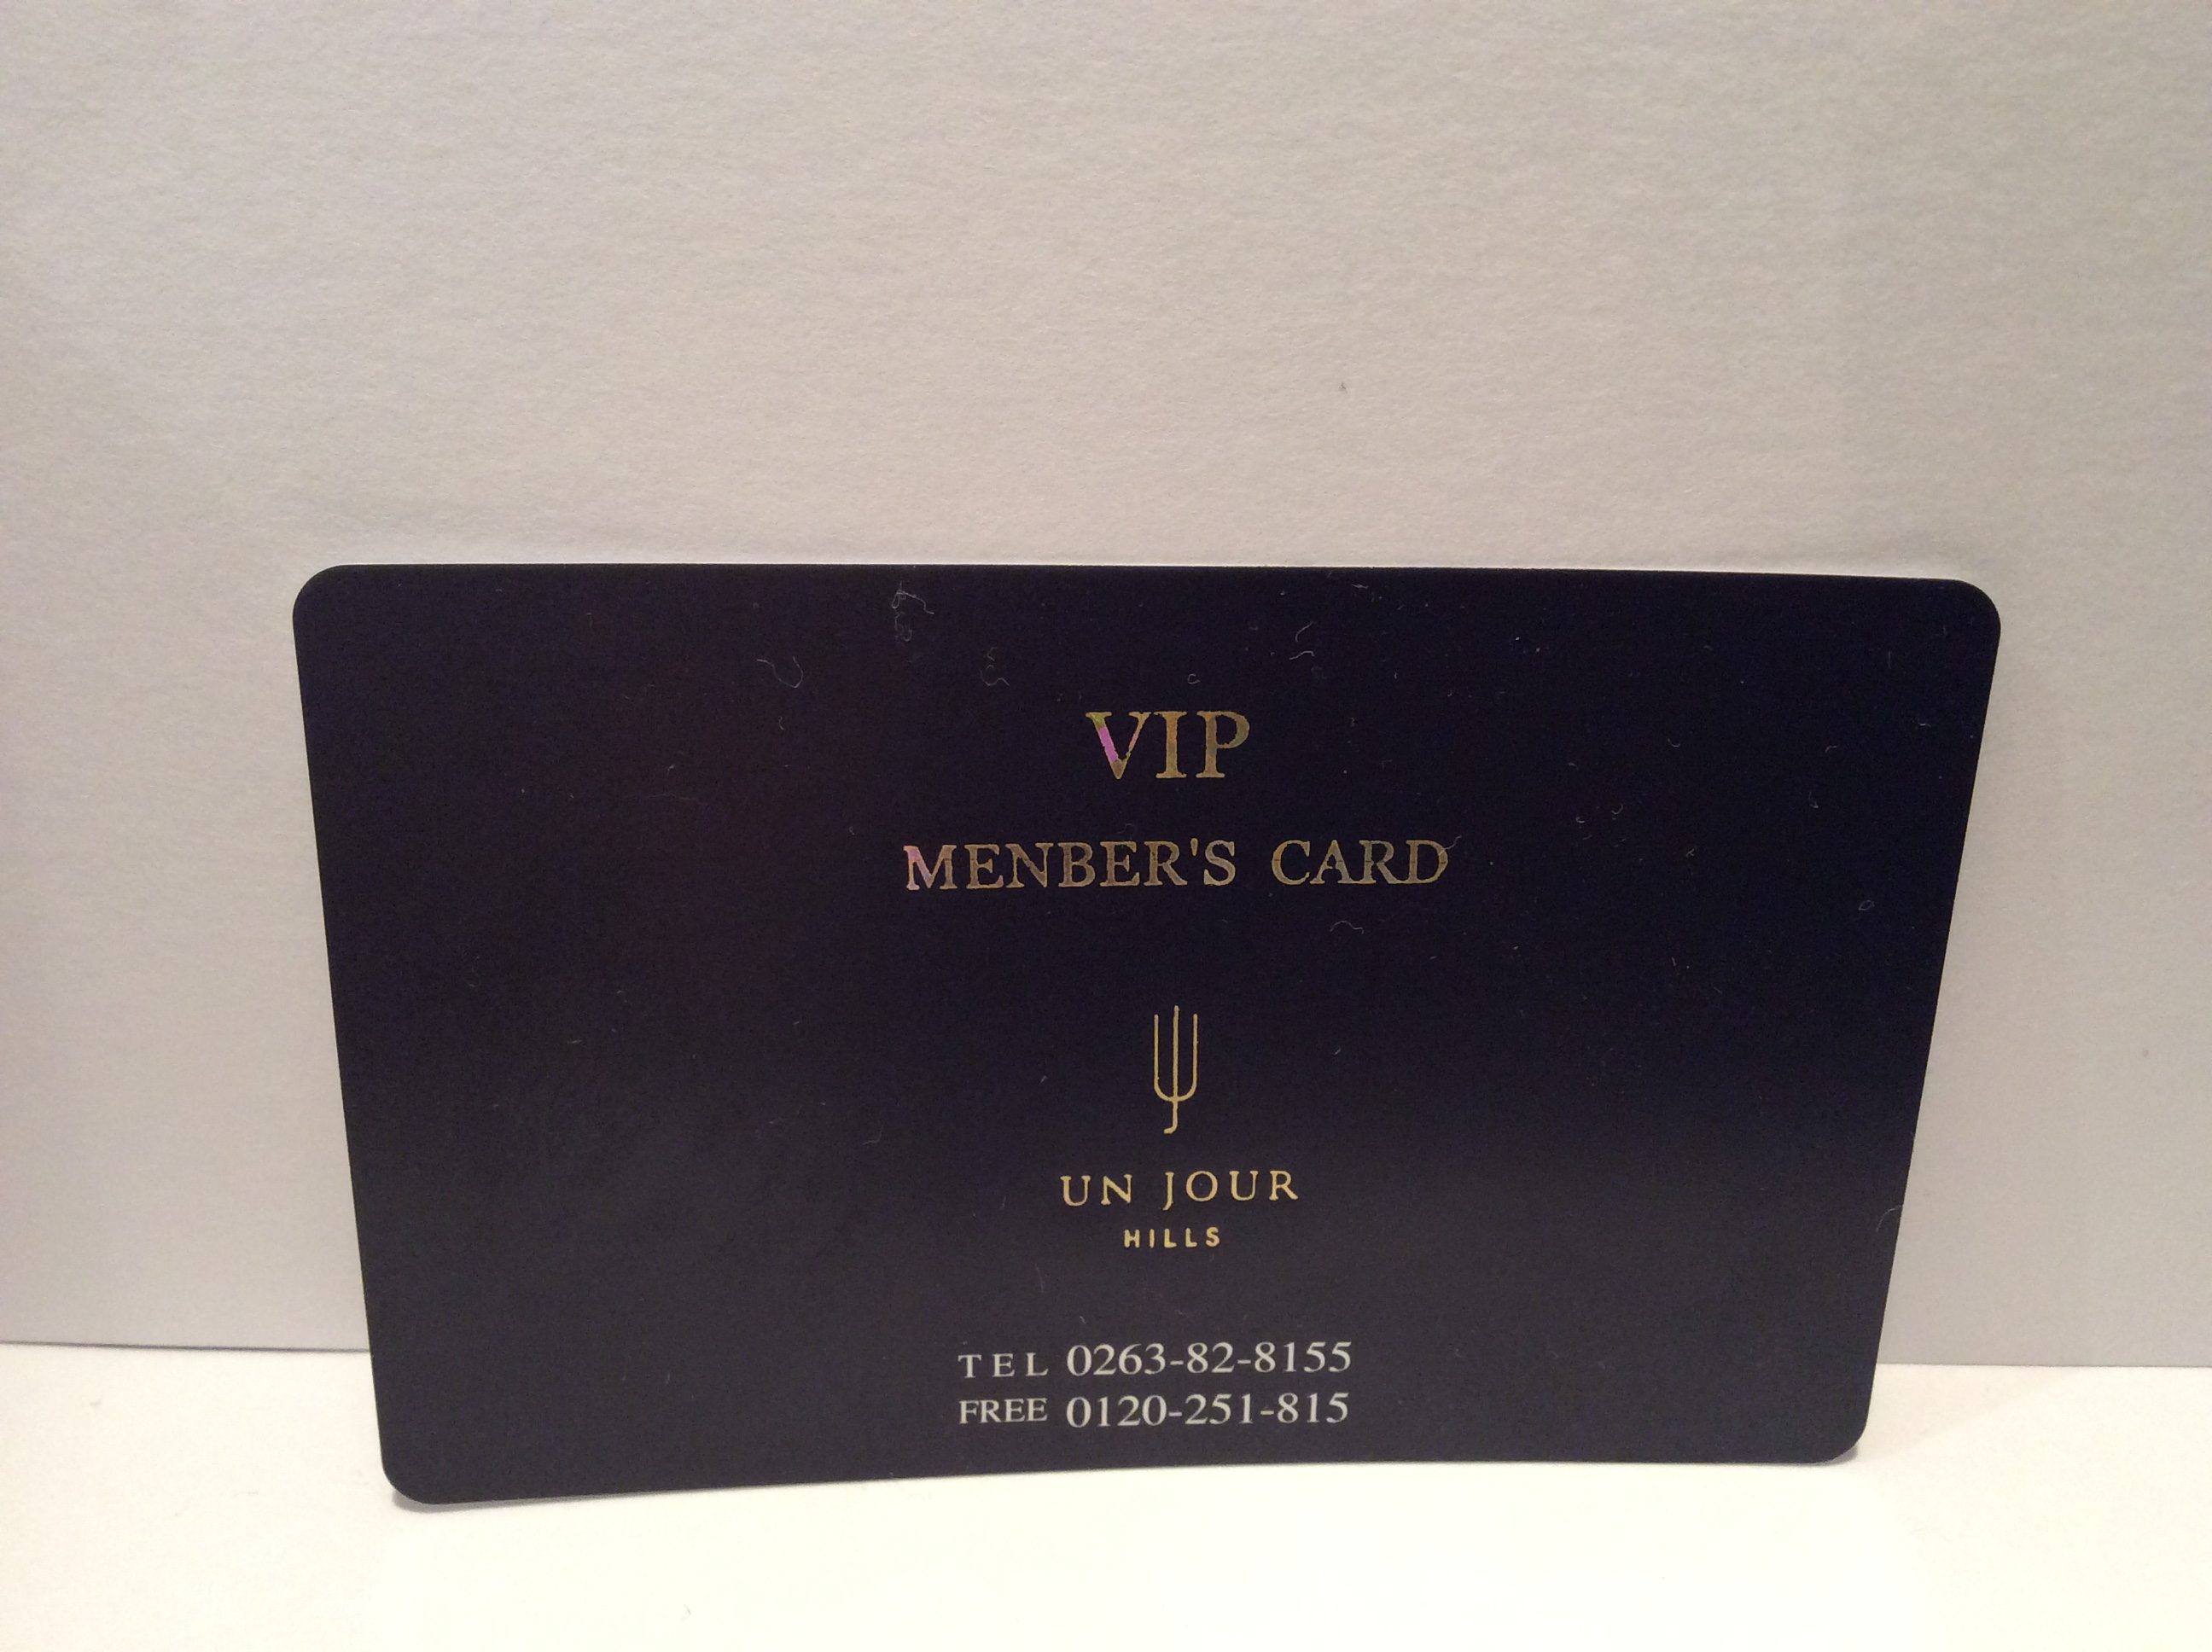 VIP
MENBER'S CARD
UN JOUR
HILLS
TEL 0263-82-8155
FREE 0120-251-815